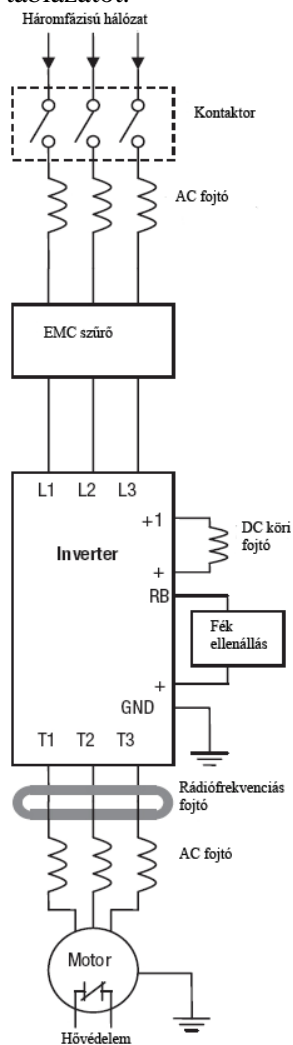 Háromfázisú hálózat
Kontaktor
AC fojtó
EMC szűrő
L1 L2 L3
+1
DC köri
fojtó
Inverter
+
RB
Fék
ellenállás
+
GND
T1 T2 T3
Rádiófrekvenciás
fojtó
AC fojtó
Motor
Hővédelem